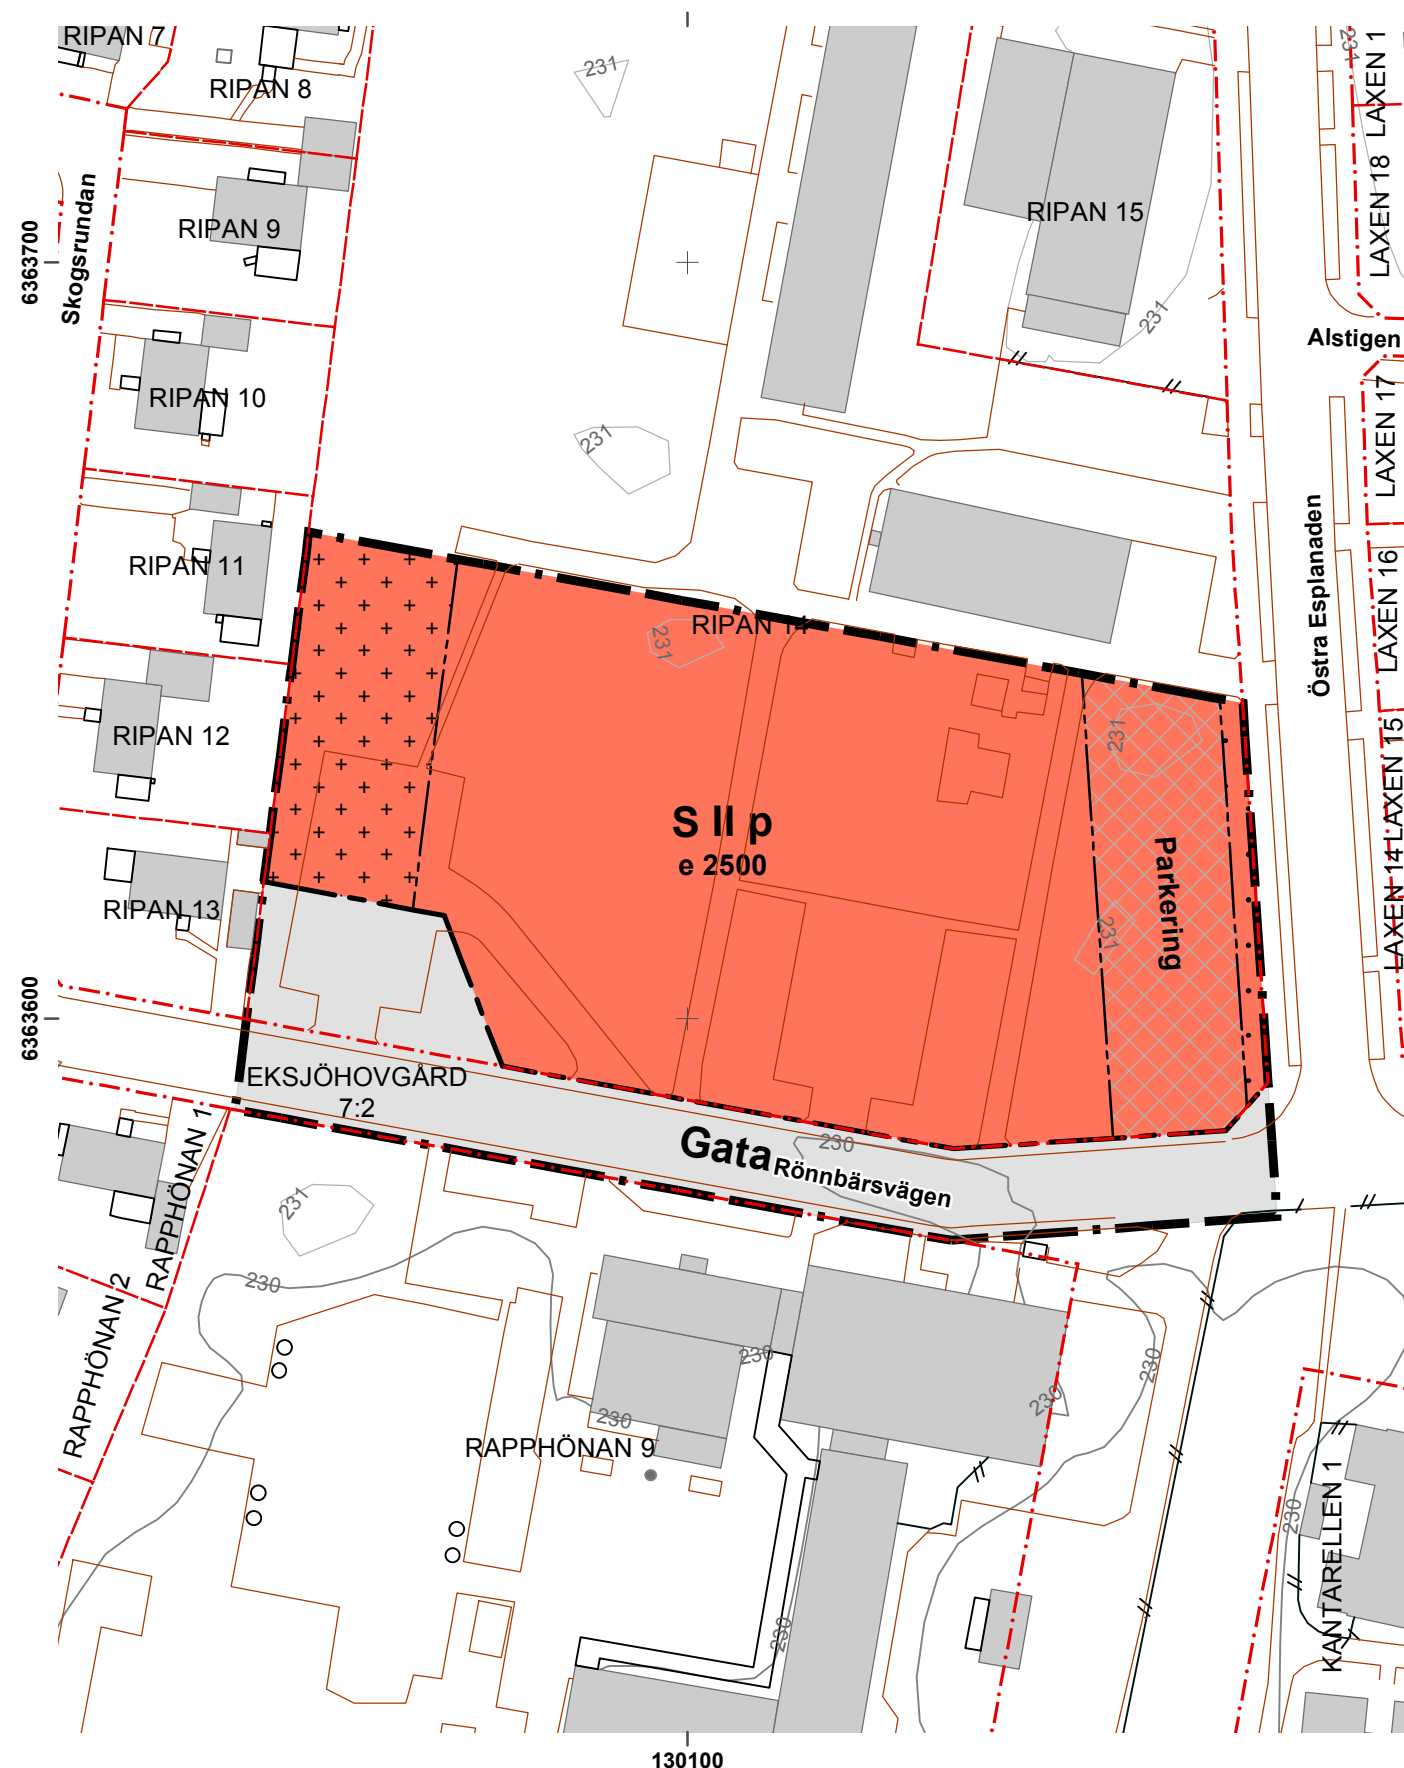 RIPAN 7
RIPAN 8
231
231
LAXEN 1
LAXEN 18
RIPAN 9
RIPAN 15
Skogsrundan
6363700
231
Alstigen
RIPAN 10
LAXEN 17
231
Östra Esplanaden
RIPAN 11
LAXEN 16
RIPAN 14
231
RIPAN 12
231
LAXEN 15
S II p
e 2500
Parkering
RIPAN 13
231
LAXEN 14
6363600
EKSJÖHOVGÅRD
7:2
Gata
Rönnbärsvägen
230
RAPPHÖNAN 1
231
230
RAPPHÖNAN 2
230
230
230
230
RAPPHÖNAN 9
230
KANTARELLEN 1
230
130100